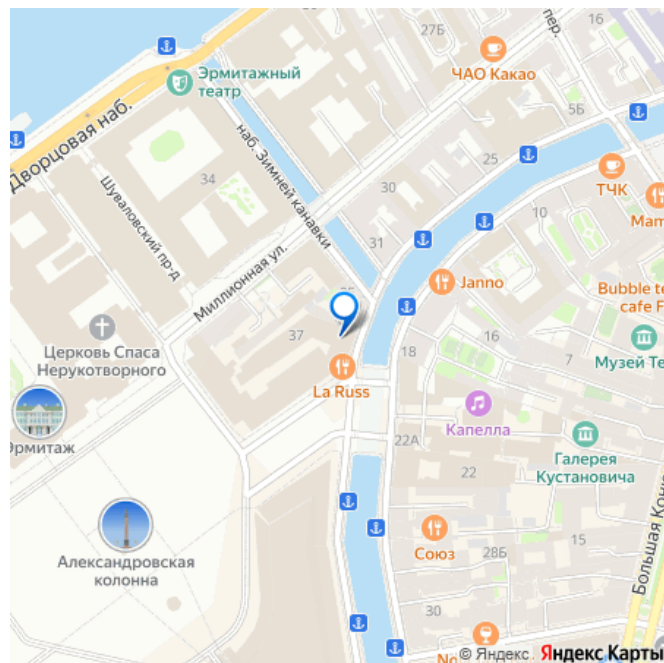 27Б
пер.
16
ЧАО Какао
Эрмитажный
театр
5Б
Дворцовая наб.
наб. Зимней канавки
25
ТЧК
34
30
Шуваловский пр-д
10
Mam
31
Миллионная ул.
Janno
Bubble te
cafe F
37
16
Церковь Спаса
Нерукотворного
18
7
Музей Те
La Russ
Капелла
Эрмитаж
22А
Галерея
Кустановича
22
Александровская
колонна
Союз
28Б
15
Большая Коню
30
No
© Яндекс Яндекс Карты